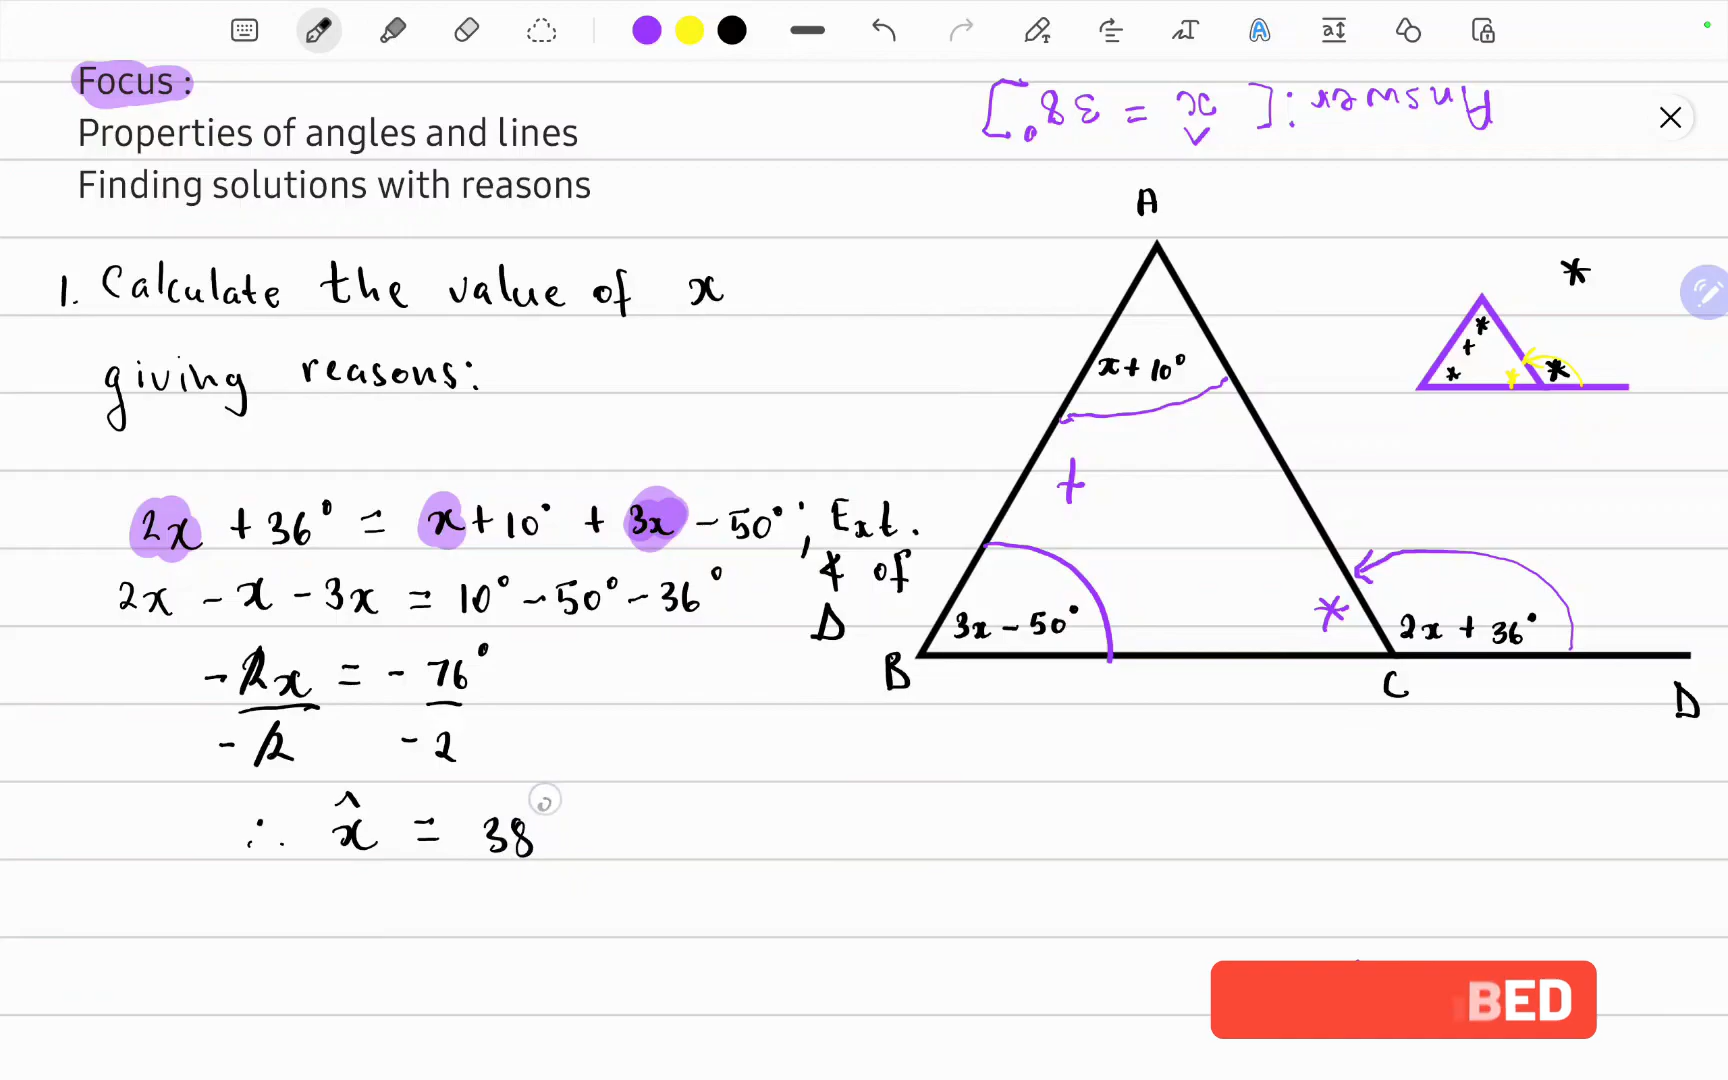 Focus :
Properties of angles and lines
Finding solutions with reasons
Answer : [ x̂ = 38° ]
1. Calculate the value of x
giving reasons:
2x + 36° = x + 10° + 3x - 50° ; Ext.
∡ of
Δ
2x - x - 3x = 10° - 50° - 36°
-2x = -76°
-2 -2
∴ x̂ = 38°
A
x + 10°
+
3x - 50°
*
2x + 36°
B
C
D
*
*
+
*
*
*
BED